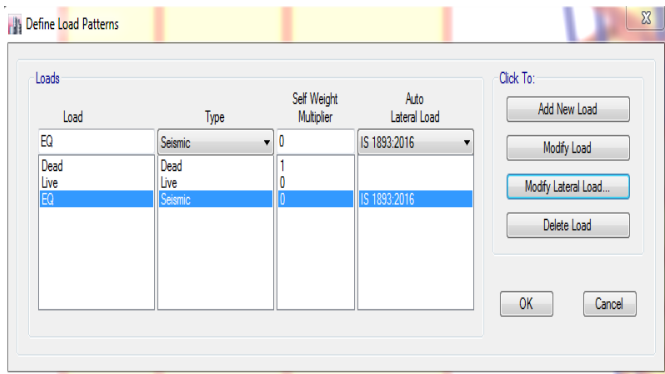 Define Load Patterns
Loads
Click To:
Load Type Self Weight Multiplier Auto Lateral Load
EQ Seismic 0 IS 1893:2016
Dead Dead 1
Live Live 0
EQ Seismic 0 IS 1893:2016
Add New Load
Modify Load
Modify Lateral Load...
Delete Load
OK Cancel